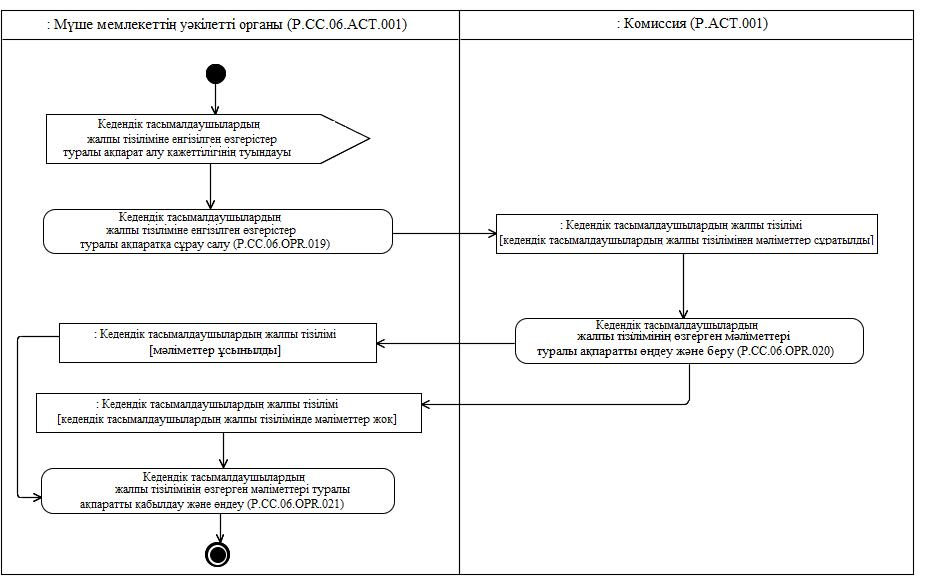 : Мүше мемлекеттің уәкілетті органы (P.CC.06.ACT.001)
: Комиссия (P.ACT.001)
Кедендік тасымалдаушылардың
жалпы тізіліміне енгізілген өзгерістер
туралы ақпарат алу қажеттілігінің туындауы
Кедендік тасымалдаушылардың
жалпы тізіліміне енгізілген өзгерістер
туралы ақпаратқа сұрау салу (P.CC.06.OPR.019)
: Кедендік тасымалдаушылардың жалпы тізілімі
[кедендік тасымалдаушылардың жалпы тізілімінен мәліметтер сұратылды]
Кедендік тасымалдаушылардың
жалпы тізілімінің өзгерген мәліметтері
туралы ақпаратты өңдеу және беру (P.CC.06.OPR.020)
: Кедендік тасымалдаушылардың жалпы тізілімі
[мәліметтер ұсынылды]
: Кедендік тасымалдаушылардың жалпы тізілімі
[кедендік тасымалдаушылардың жалпы тізілімінде мәліметтер жоқ]
Кедендік тасымалдаушылардың
жалпы тізілімінің өзгерген мәліметтері туралы
ақпаратты қабылдау және өңдеу (P.CC.06.OPR.021)